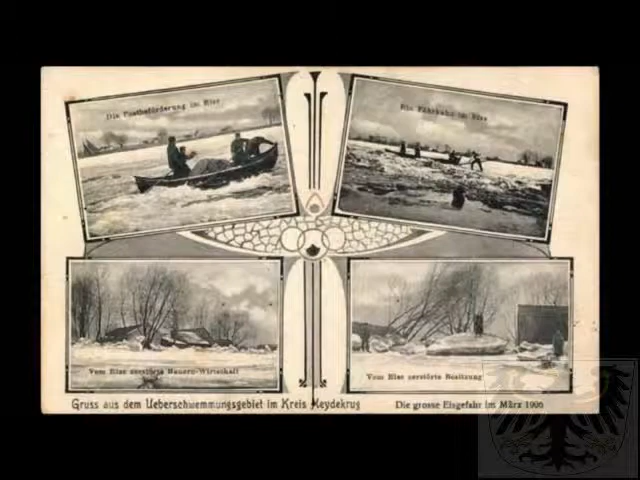 Die Postbeförderung im Eise
Ein Fährkahn im Eise
Vom Eise zerstörte Bauern-Wirtschaft
Vom Eise zerstörte Besitzung
Gruss aus dem Ueberschwemmungsgebiet im Kreis Heydekrug
Die grosse Eisgefahr im März 1906